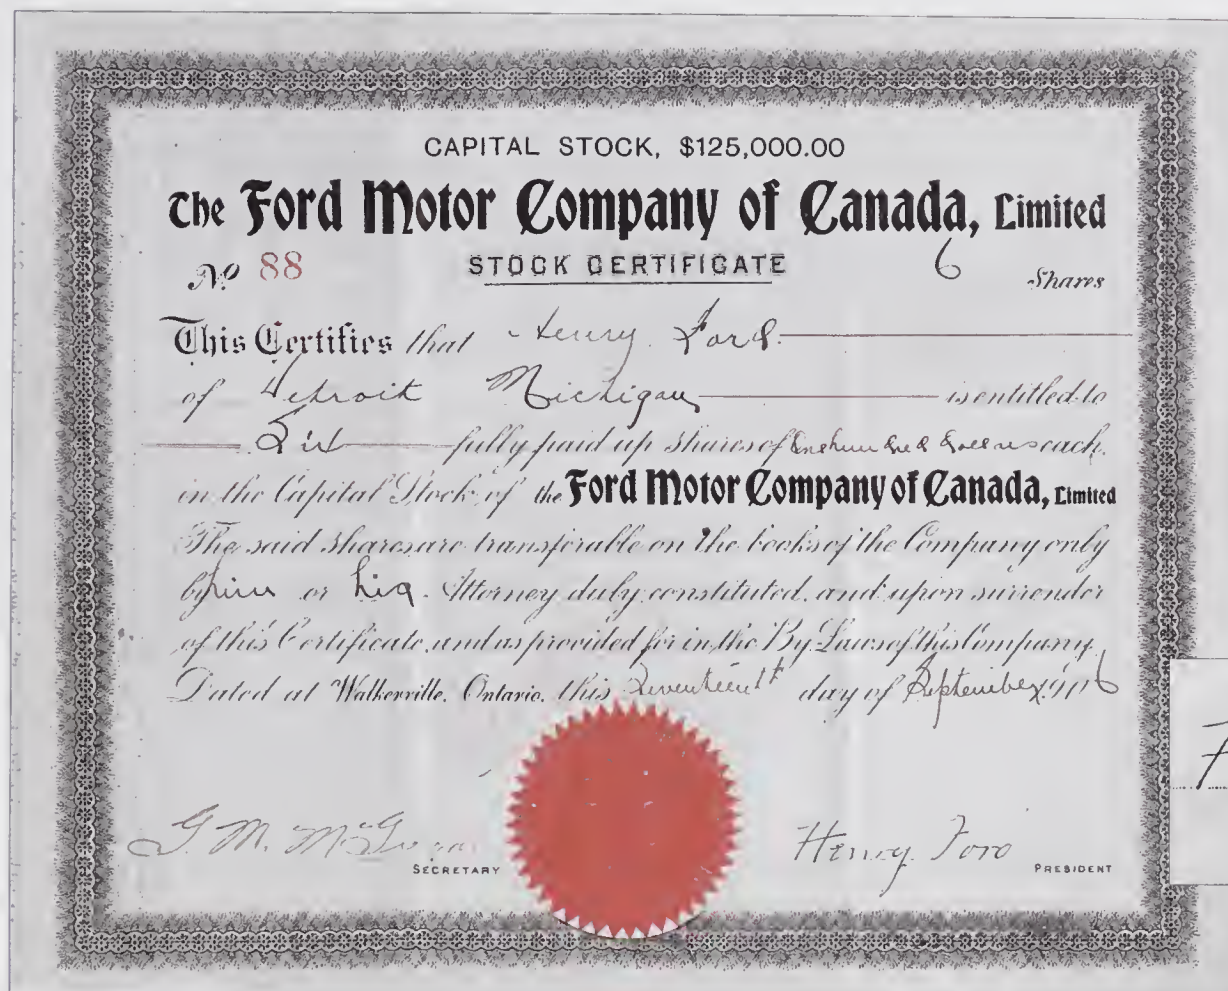 CAPITAL STOCK, $125,000.00
The Ford Motor Company of Canada, Limited
No. 88 STOCK CERTIFICATE 6 Shares
This Certifies that Henry Ford
of Detroit Michigan is entitled to
Six fully paid up shares of One hundred dollars each
in the Capital Stock of the Ford Motor Company of Canada, Limited
The said shares are transferable on the books of the Company only
by him or his Attorney duly constituted, and upon surrender
of this Certificate, and as provided for in the By-Laws of this Company.
Dated at Walkerville, Ontario, this Seventeenth day of September 1906
G. M. Henry Ford
SECRETARY PRESIDENT